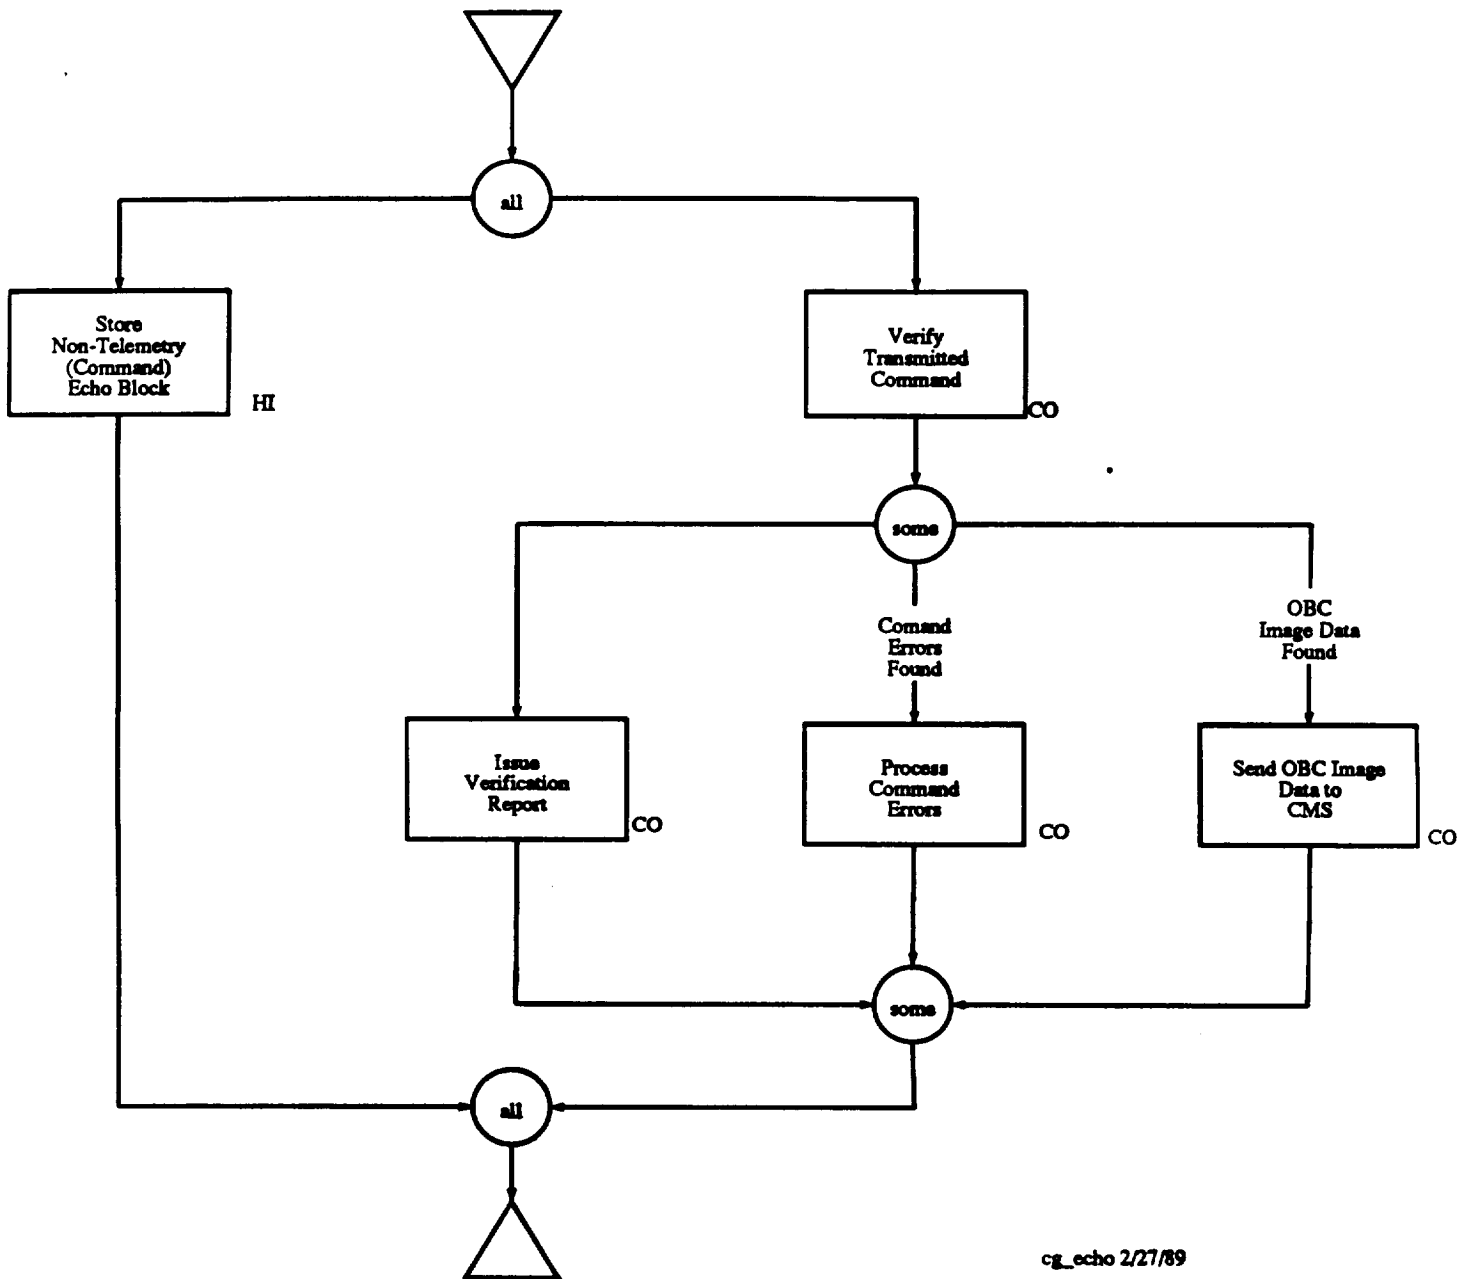 all
Store
Non-Telemetry
(Command)
Echo Block
HI
Verify
Transmitted
Command
CO
some
Comand
Errors
Found
OBC
Image Data
Found
Issue
Verification
Report
CO
Process
Command
Errors
CO
Send OBC Image
Data to
CMS
CO
some
all
cg_echo 2/27/89